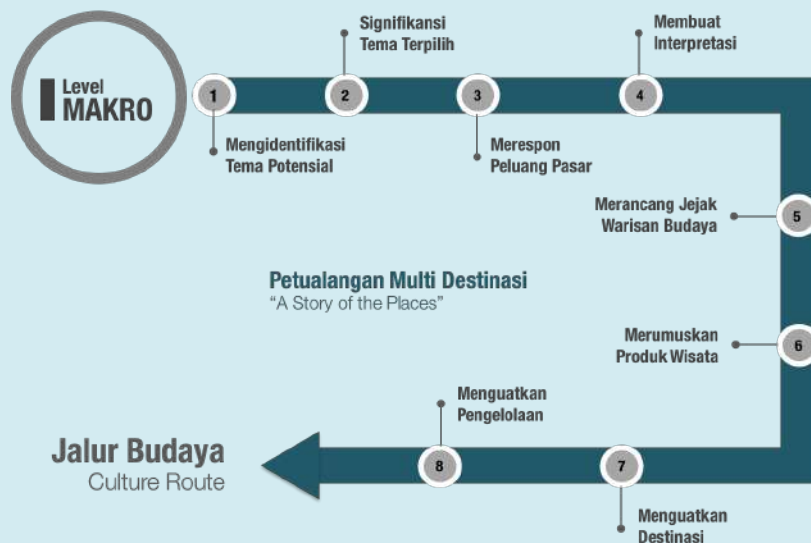 Level
MAKRO
1
Mengidentifikasi
Tema Potensial
2
Signifikansi
Tema Terpilih
3
Merespon
Peluang Pasar
4
Membuat
Interpretasi
5
Merancang Jejak
Warisan Budaya
Petualangan Multi Destinasi
“A Story of the Places”
6
Merumuskan
Produk Wisata
7
Menguatkan
Destinasi
8
Menguatkan
Pengelolaan
Jalur Budaya
Culture Route